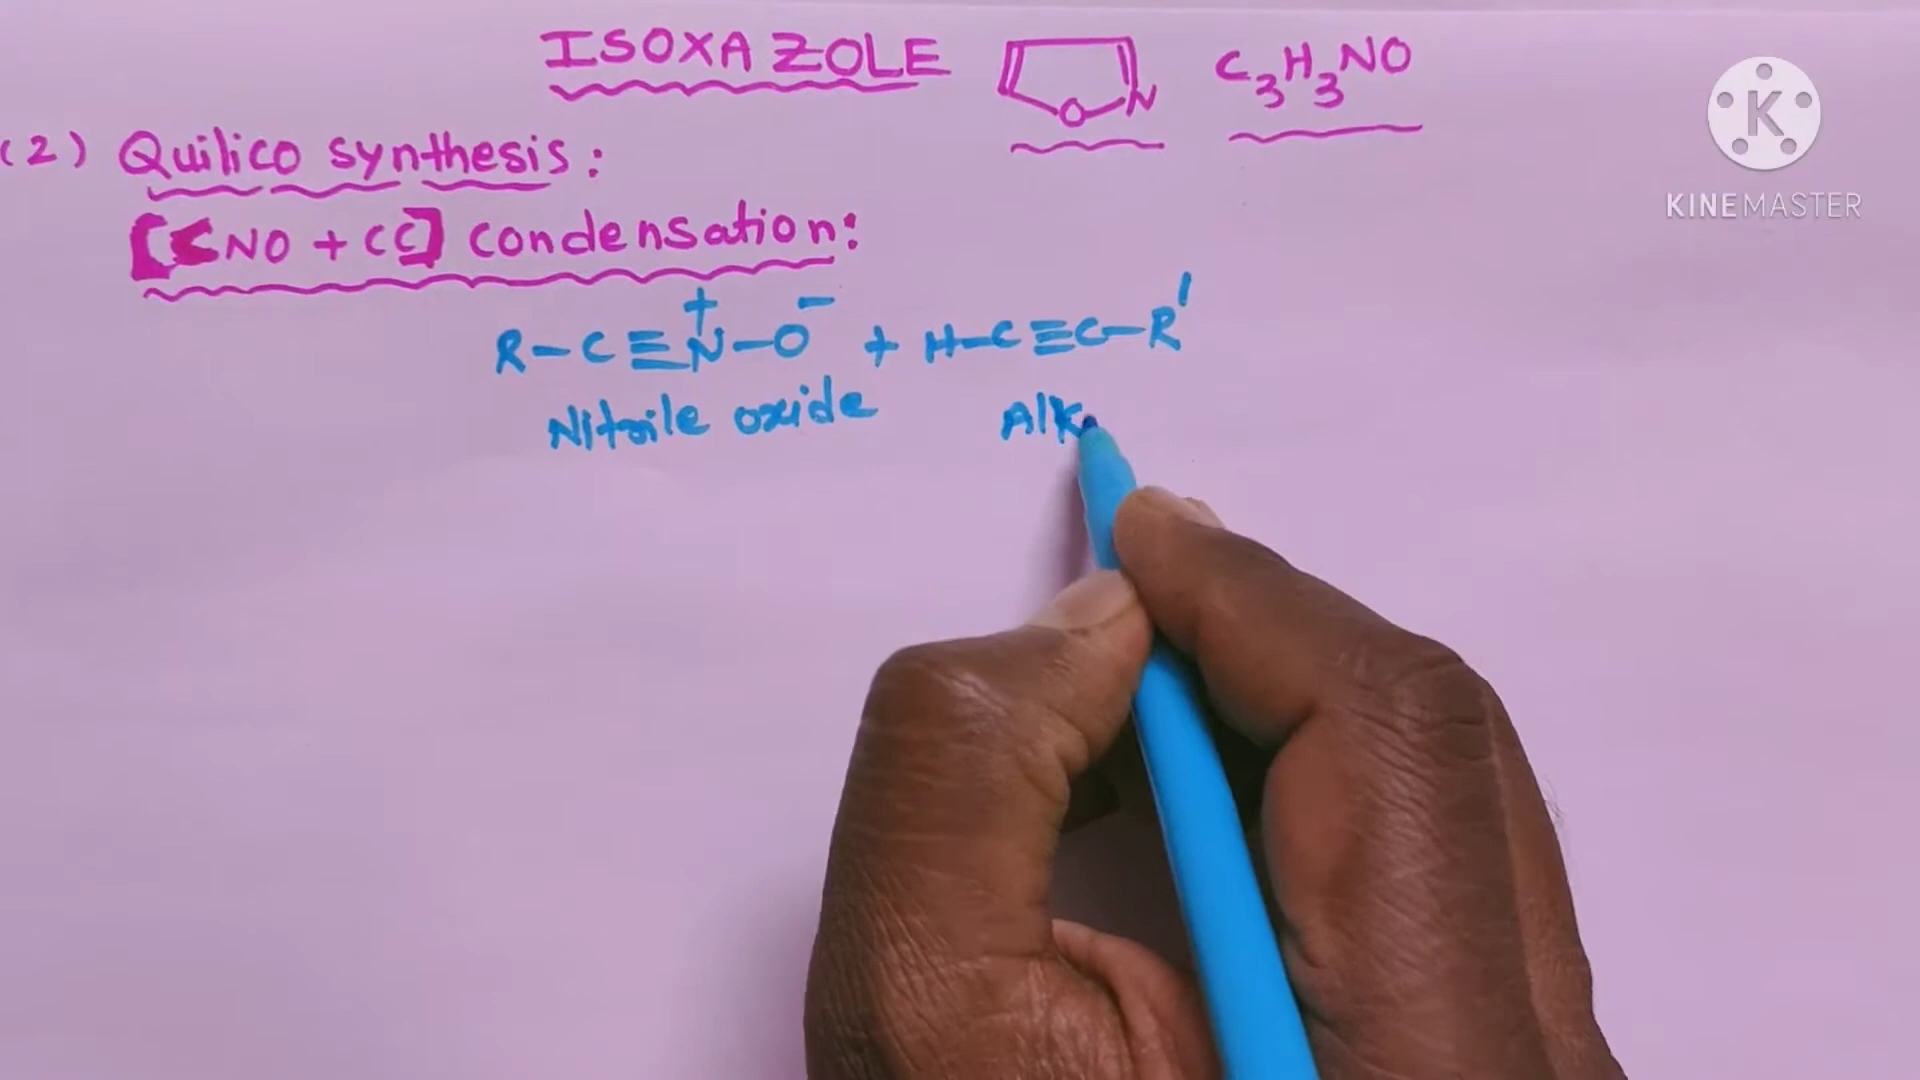 ISOXAZOLE O N C3H3NO
K
KINEMASTER
(2) Quilico synthesis:
[CNO + CC] condensation:
R-C≡N⁺-O⁻ + H-C≡C-R'
Nitrile oxide Alk